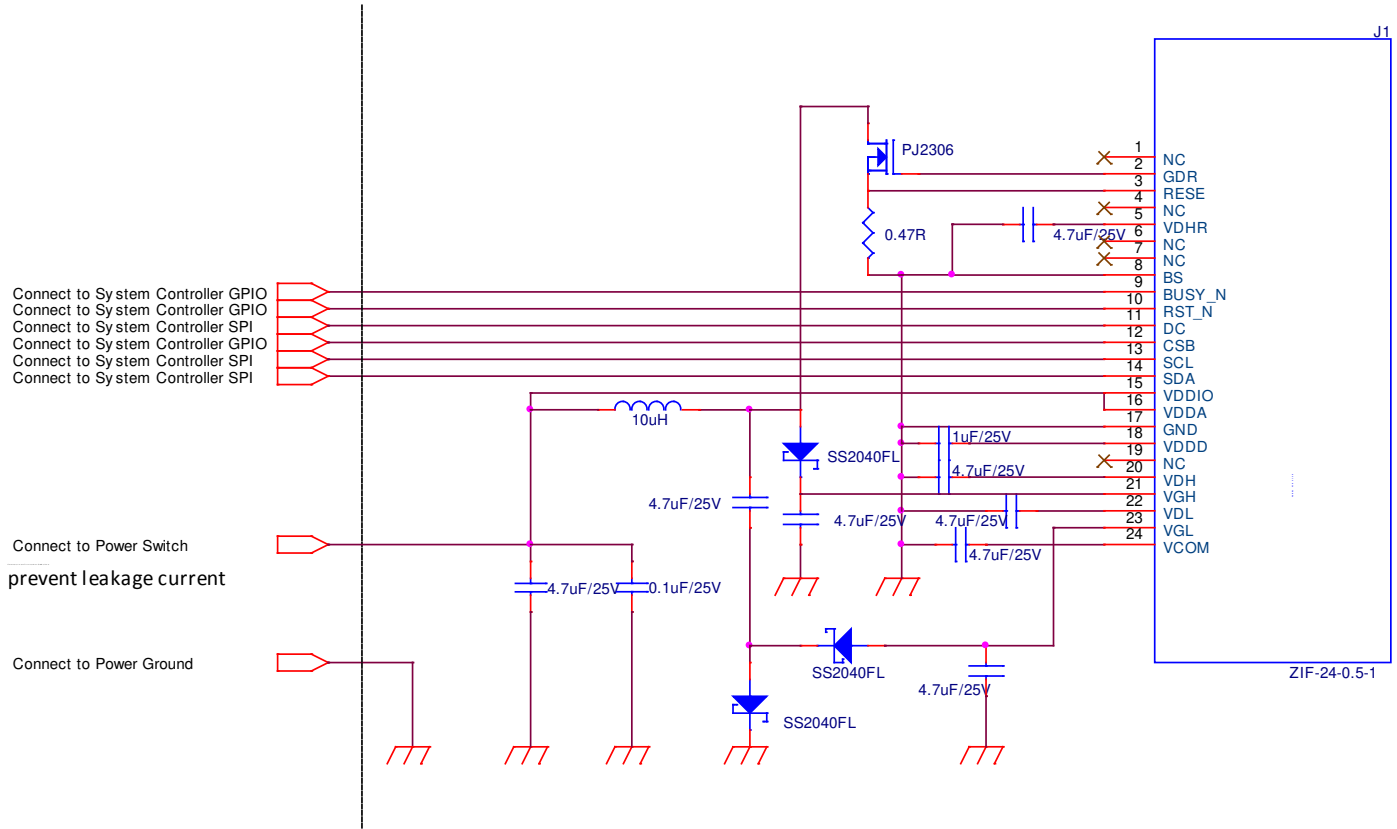 J1
PJ2306
0.47R
4.7uF/25V
1
NC
2
GDR
3
RESE
4
NC
5
VDHR
6
NC
7
NC
8
BS
9
BUSY_N
10
RST_N
11
DC
12
CSB
13
SCL
14
SDA
15
VDDIO
16
VDDA
17
GND
18
VDDD
19
NC
20
VDH
21
VGH
22
VDL
23
VGL
24
VCOM
Connect to System Controller GPIO
Connect to System Controller GPIO
Connect to System Controller SPI
Connect to System Controller GPIO
Connect to System Controller SPI
Connect to System Controller SPI
10uH
1uF/25V
SS2040FL
4.7uF/25V
4.7uF/25V
4.7uF/25V
4.7uF/25V
4.7uF/25V
Connect to Power Switch
prevent leakage current
4.7uF/25V
0.1uF/25V
Connect to Power Ground
SS2040FL
4.7uF/25V
SS2040FL
ZIF-24-0.5-1